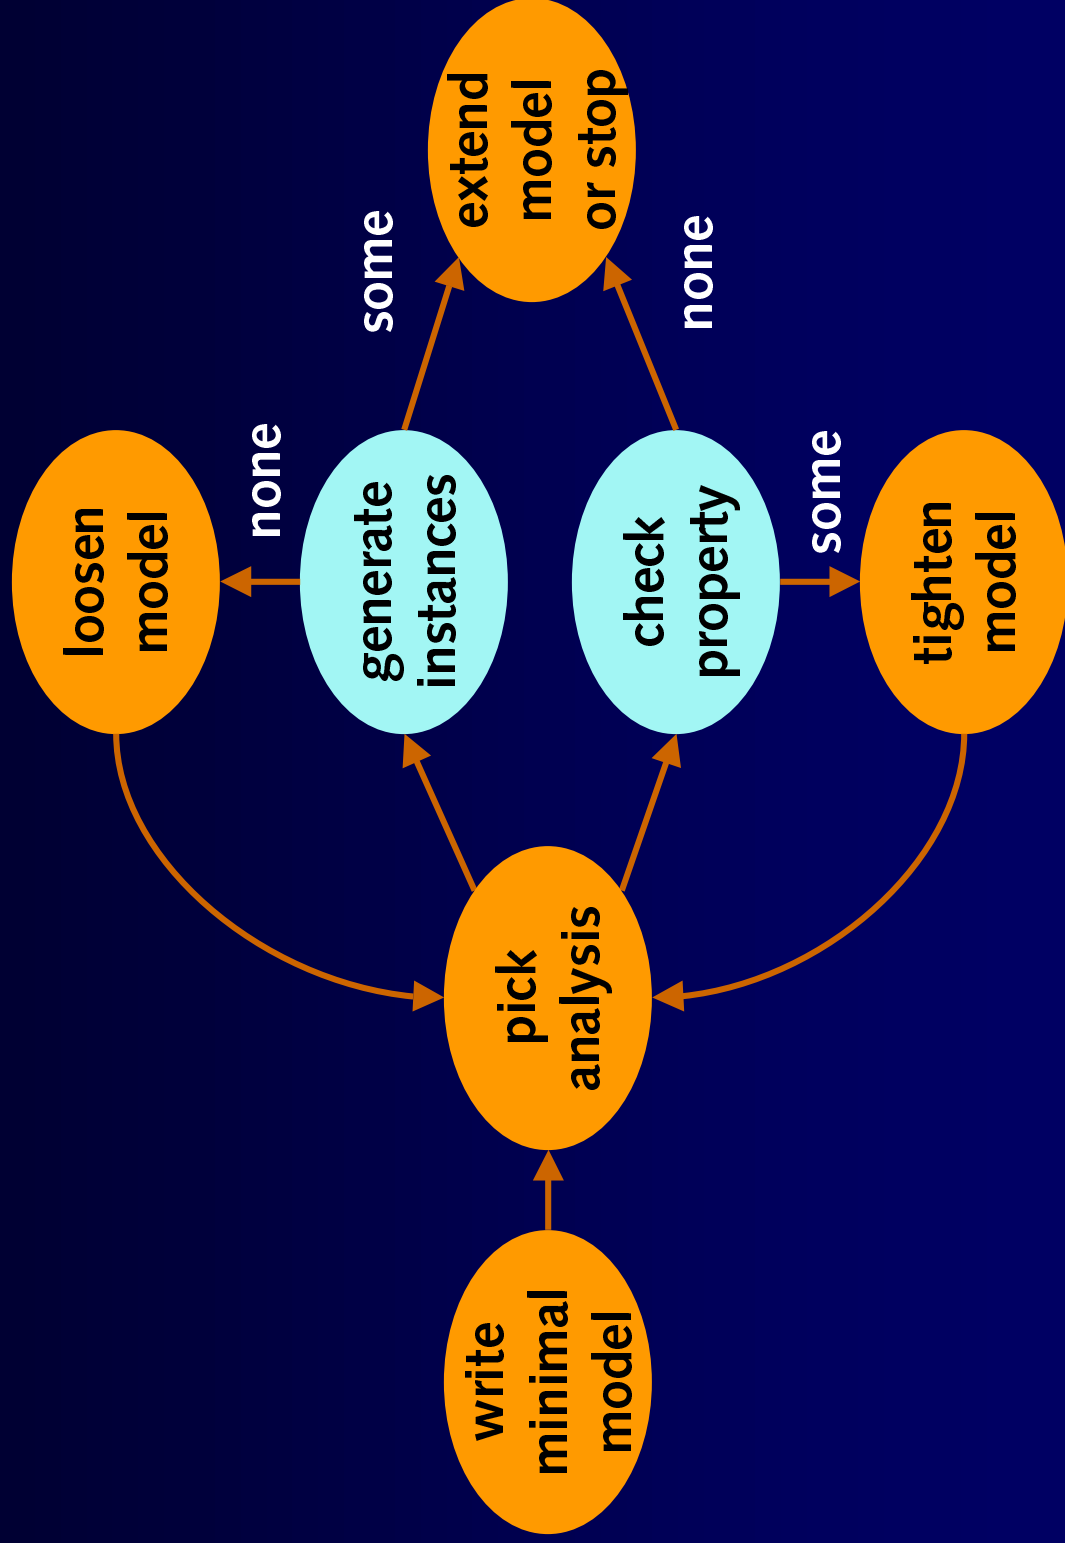 write
minimal
model
pick
analysis
loosen
model
none
generate
instances
some
check
property
some
tighten
model
none
extend
model
or stop